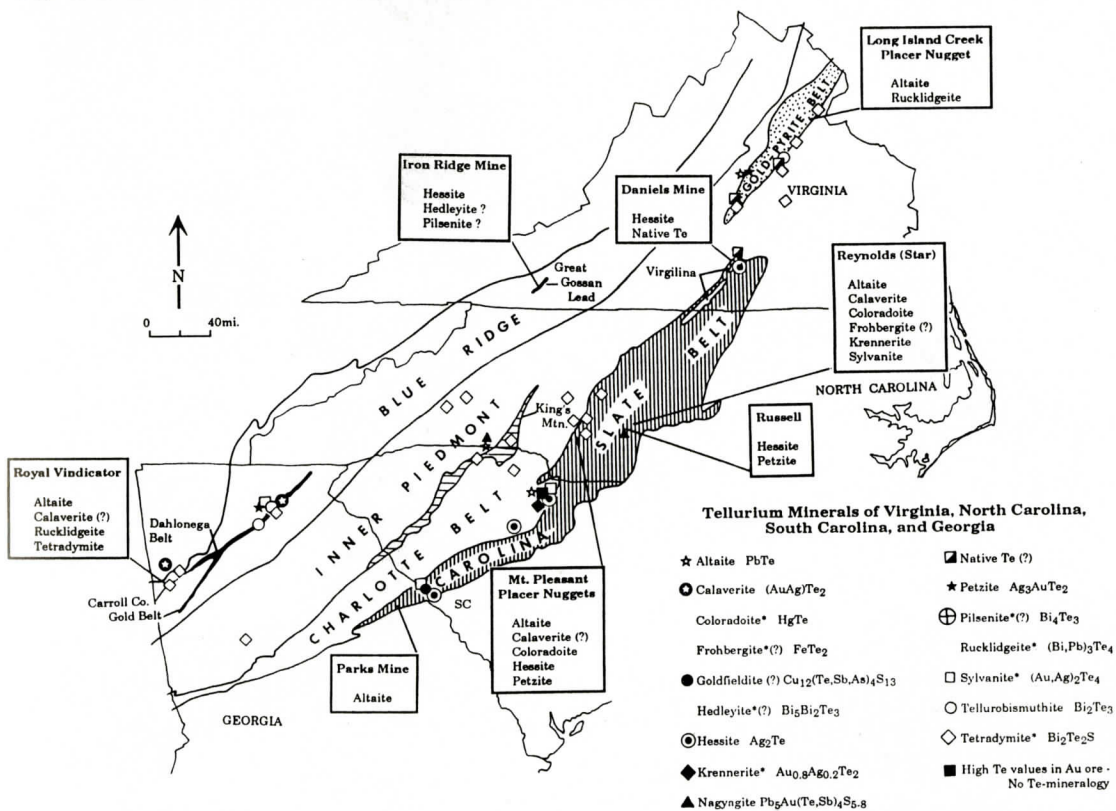 Long Island Creek
Placer Nugget
Altaite
Rucklidgeite
GOLD-PYRITE BELT
VIRGINIA
Iron Ridge Mine
Hessite
Hedleyite ?
Pilsenite ?
Daniels Mine
Hessite
Native Te
N
0 40mi.
Great
Gossan
Lead
Virgilina
Reynolds (Star)
Altaite
Calaverite
Coloradoite
Frohbergite (?)
Krennerite
Sylvanite
BLUE RIDGE
SLATE BELT
NORTH CAROLINA
King's
Mtn.
Russell
Hessite
Petzite
Royal Vindicator
Altaite
Calaverite (?)
Rucklidgeite
Tetradymite
Dahlonega
Belt
Carroll Co.
Gold Belt
INNER PIEDMONT
CHARLOTTE BELT
CAROLINA
SC
Mt. Pleasant
Placer Nuggets
Altaite
Calaverite (?)
Coloradoite
Hessite
Petzite
Parks Mine
Altaite
GEORGIA
Tellurium Minerals of Virginia, North Carolina,
South Carolina, and Georgia
Altaite PbTe
Calaverite (AuAg)Te2
Coloradoite* HgTe
Frohbergite*(?) FeTe2
Goldfieldite (?) Cu12(Te,Sb,As)4S13
Hedleyite*(?) Bi5Bi2Te3
Hessite Ag2Te
Krennerite* Au0.8Ag0.2Te2
Nagyngite Pb5Au(Te,Sb)4S5-8
Native Te (?)
Petzite Ag3AuTe2
Pilsenite*(?) Bi4Te3
Rucklidgeite* (Bi,Pb)3Te4
Sylvanite* (Au,Ag)2Te4
Tellurobismuthite Bi2Te3
Tetradymite* Bi2Te2S
High Te values in Au ore -
No Te-mineralogy